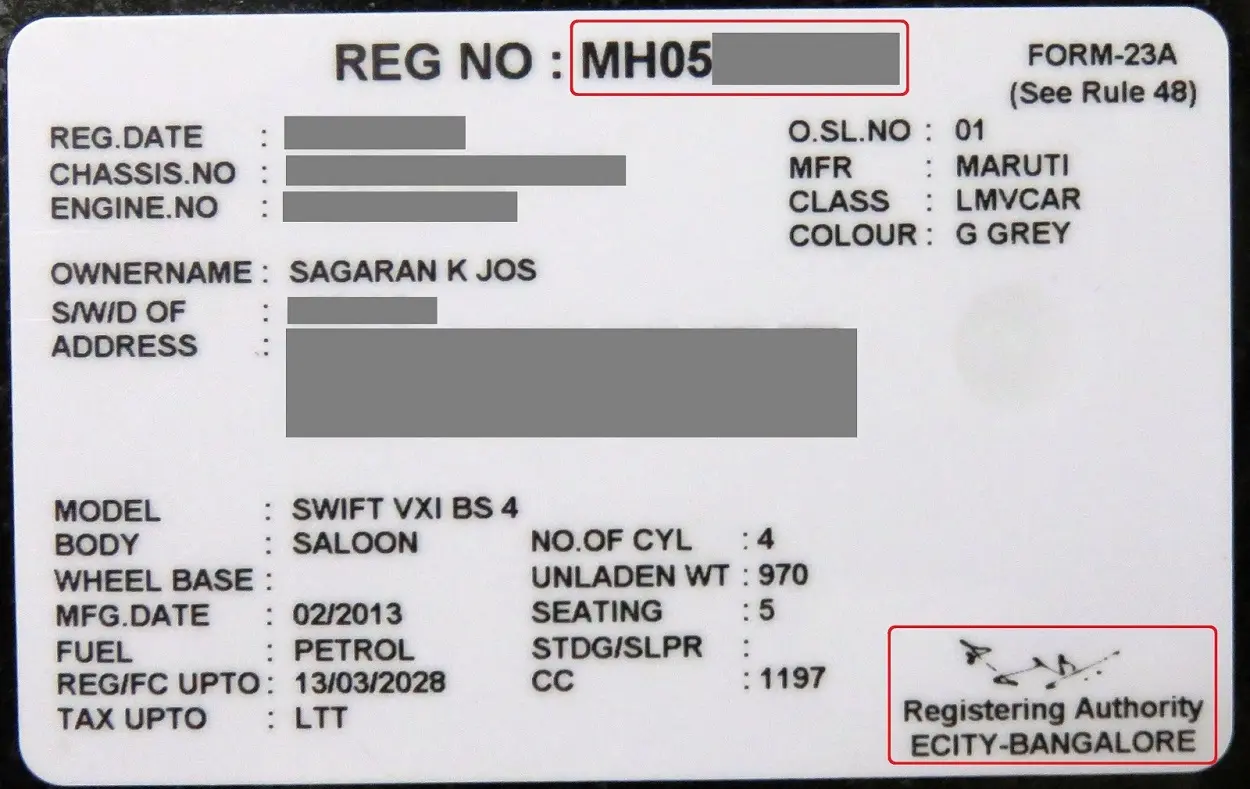 REG NO : MH05
FORM-23A
(See Rule 48)
REG.DATE :
CHASSIS.NO :
ENGINE.NO :
O.SL.NO : 01
MFR : MARUTI
CLASS : LMVCAR
COLOUR : G GREY
OWNERNAME : SAGARAN K JOS
S/W/D OF :
ADDRESS :
MODEL : SWIFT VXI BS 4
BODY : SALOON
NO.OF CYL : 4
WHEEL BASE :
UNLADEN WT : 970
MFG.DATE : 02/2013
SEATING : 5
FUEL : PETROL
STDG/SLPR :
REG/FC UPTO : 13/03/2028
CC : 1197
TAX UPTO : LTT
Registering Authority
ECITY-BANGALORE